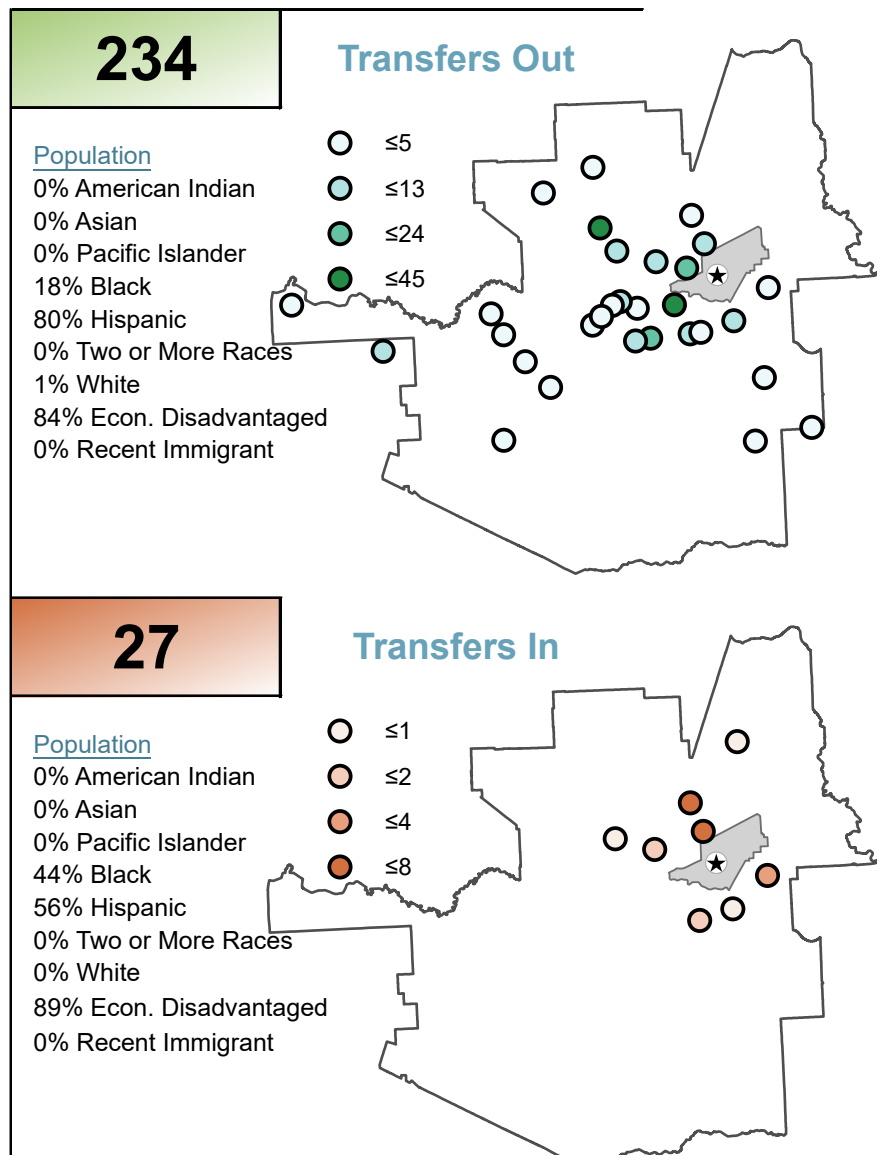 234
Transfers Out
Population
0% American Indian
0% Asian
0% Pacific Islander
18% Black
80% Hispanic
0% Two or More Races
1% White
84% Econ. Disadvantaged
0% Recent Immigrant
≤5
≤13
≤24
≤45
27
Transfers In
Population
0% American Indian
0% Asian
0% Pacific Islander
44% Black
56% Hispanic
0% Two or More Races
0% White
89% Econ. Disadvantaged
0% Recent Immigrant
≤1
≤2
≤4
≤8